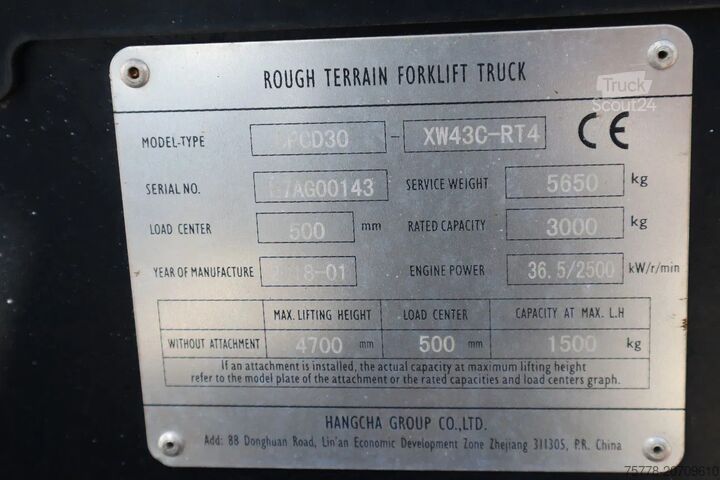 ROUGH TERRAIN FORKLIFT TRUCK
Truck
Scout24
MODEL-TYPE CPCD30 - XW43C-RT4 CE
SERIAL NO. SERVICE WEIGHT 5650 kg
LOAD CENTER 500 mm RATED CAPACITY 3000 kg
YEAR OF MANUFACTURE 2018-01 ENGINE POWER 36.5/2500 kW/r/min
MAX. LIFTING HEIGHT LOAD CENTER CAPACITY AT MAX. L.H
WITHOUT ATTACHMENT 4700 mm 500 mm 1500 kg
If an attachment is installed, the actual capacity at maximum lifting height
refer to the model plate of the attachment or the rated capacities and load centers graph.
HANGCHA GROUP CO.,LTD.
Add: 88 Donghuan Road, Lin'an Economic Development Zone Zhejiang 311305, P.R. China